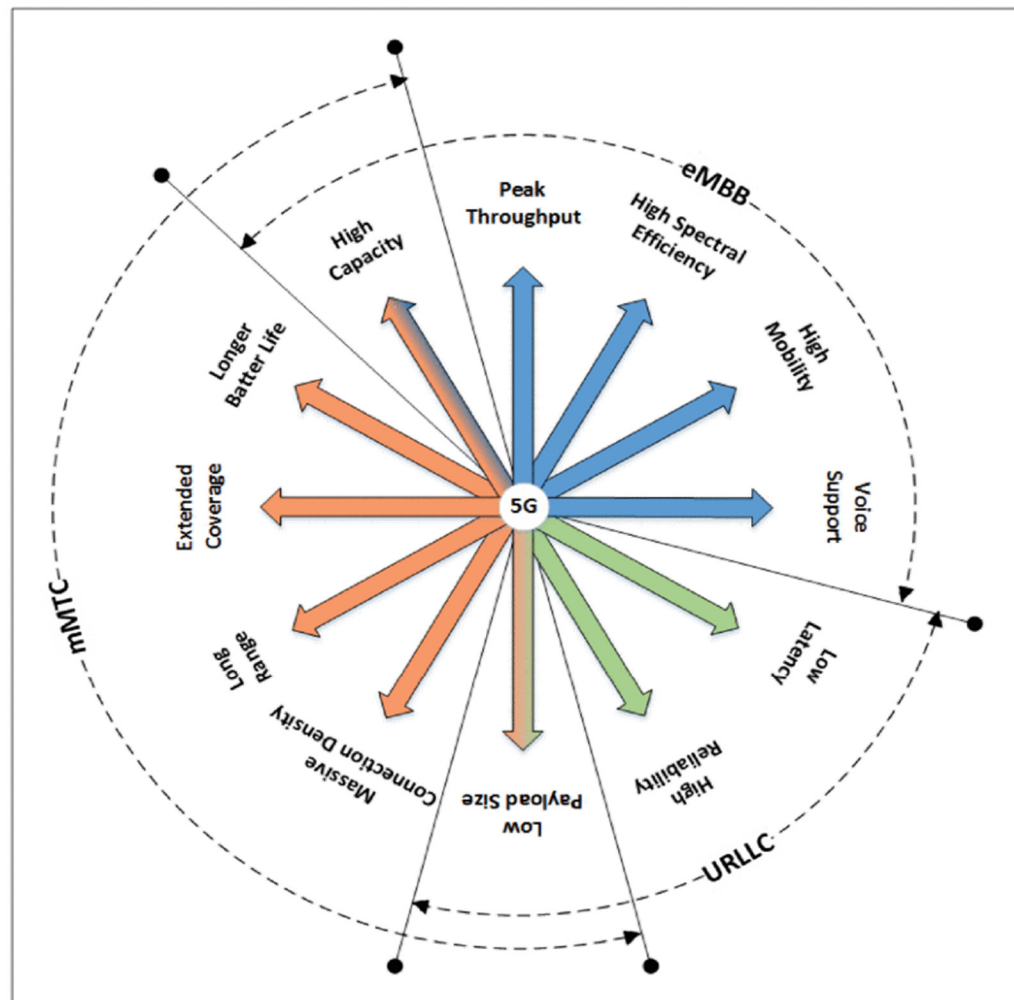 eMBB
Peak
Throughput
High Spectral
Efficiency
High
Mobility
Voice
Support
Low
Latency
High
Reliability
URLLC
Low
Payload Size
Massive
Connection Density
Long
Range
mMTC
Extended
Coverage
Longer
Batter Life
High
Capacity
5G